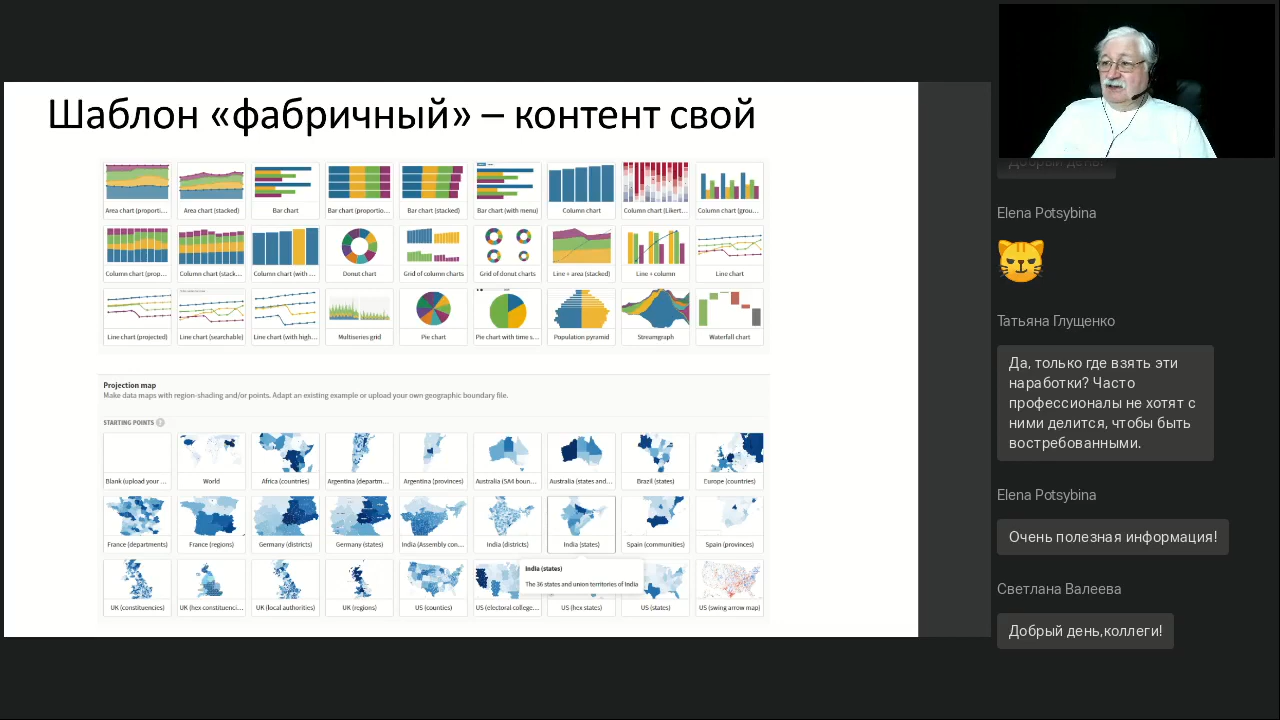 Шаблон «фабричный» – контент свой
Area chart (proporti...
Area chart (stacked)
Bar chart
Bar chart (proportio...
Bar chart (stacked)
Bar chart (with menu)
Column chart
Column chart (Likert...
Column chart (grou...
Column chart (prop...
Column chart (stack...
Column chart (with ...
Donut chart
Grid of column charts
Grid of donut charts
Line + area (stacked)
Line + column
Line chart
Line chart (projected)
Line chart (searchable)
Line chart (with high...
Multiseries grid
Pie chart
Pie chart with time s...
Population pyramid
Streamgraph
Waterfall chart
Projection map
Make data maps with region-shading and/or points. Adapt an existing example or upload your own geographic boundary file.
STARTING POINTS ?
Blank (upload your ...
World
Africa (countries)
Argentina (departm...
Argentina (provinces)
Australia (SA4 boun...
Australia (states and...
Brazil (states)
Europe (countries)
France (departments)
France (regions)
Germany (districts)
Germany (states)
India (Assembly con...
India (districts)
India (states)
Spain (communities)
Spain (provinces)
India (states)
The 36 states and union territories of India
UK (constituencies)
UK (hex constituenci...
UK (local authorities)
UK (regions)
US (counties)
US (electoral college...
US (hex states)
US (states)
US (swing arrow map)
Добрый день!
Elena Potsybina
Татьяна Глущенко
Да, только где взять эти
наработки? Часто
профессионалы не хотят с
ними делится, чтобы быть
востребованными.
Elena Potsybina
Очень полезная информация!
Светлана Валеева
Добрый день,коллеги!